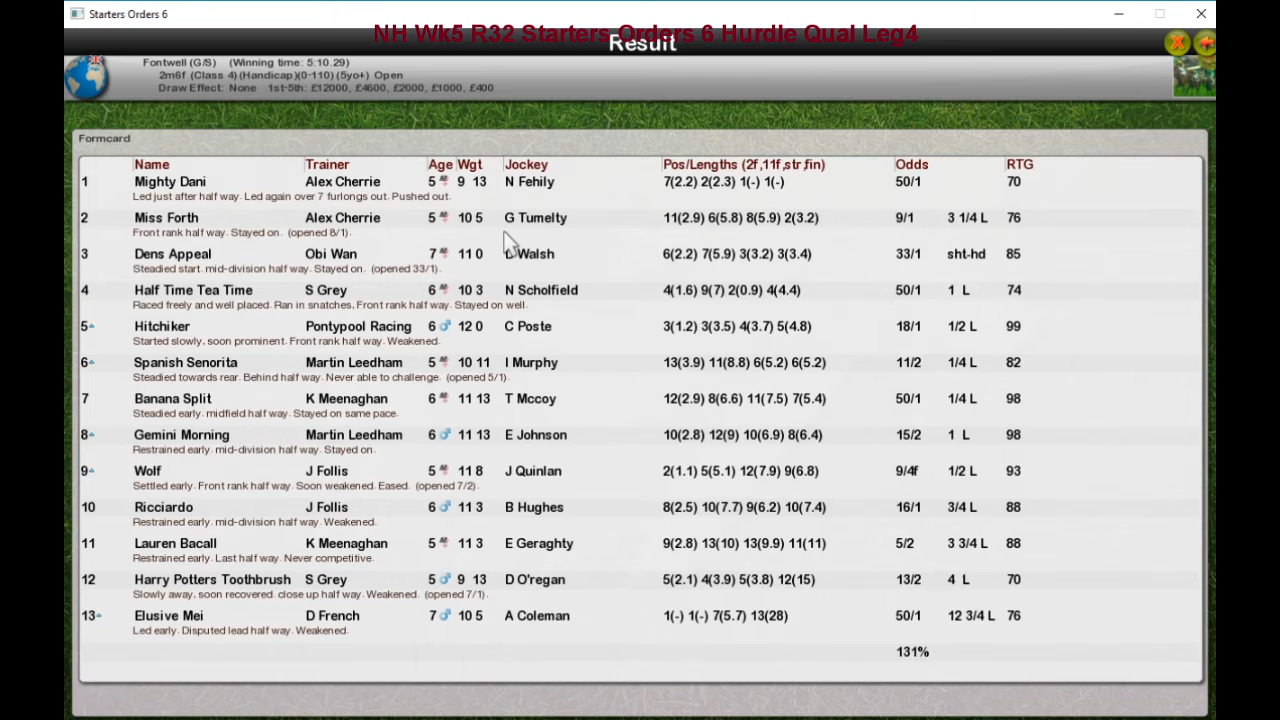 Starters Orders 6
NH Wk5 R32 Starters Orders 6 Hurdle Qual Leg4
Result
Fontwell (G/S) (Winning time: 5:10.29)
2m6f (Class 4) (Handicap)(0-110) (5yo+) Open
Draw Effect: None 1st-5th: £12000, £4600, £2000, £1000, £400
Formcard
Name Trainer Age Wgt Jockey Pos/Lengths (2f,11f,str,fin) Odds RTG
1 Mighty Dani Alex Cherrie 5 9 13 N Fehily 7(2.2) 2(2.3) 1(-) 1(-) 50/1 70
Led just after half way. Led again over 7 furlongs out. Pushed out.
2 Miss Forth Alex Cherrie 5 10 5 G Tumelty 11(2.9) 6(5.8) 8(5.9) 2(3.2) 9/1 3 1/4 L 76
Front rank half way. Stayed on. (opened 8/1).
3 Dens Appeal Obi Wan 7 11 0 Walsh 6(2.2) 7(5.9) 3(3.2) 3(3.4) 33/1 sht-hd 85
Steadied start. mid-division half way. Stayed on. (opened 33/1).
4 Half Time Tea Time S Grey 6 10 3 N Scholfield 4(1.6) 9(7) 2(0.9) 4(4.4) 50/1 1 L 74
Raced freely and well placed. Ran in snatches, Front rank half way. Stayed on well.
5 Hitchiker Pontypool Racing 6 12 0 C Poste 3(1.2) 3(3.5) 4(3.7) 5(4.8) 18/1 1/2 L 99
Started slowly, soon prominent. Front rank half way. Weakened.
6 Spanish Senorita Martin Leedham 5 10 11 I Murphy 13(3.9) 11(8.8) 6(5.2) 6(5.2) 11/2 1/4 L 82
Steadied towards rear. Behind half way. Never able to challenge. (opened 5/1).
7 Banana Split K Meenaghan 6 11 13 T Mccoy 12(2.9) 8(6.6) 11(7.5) 7(5.4) 50/1 1/4 L 98
Steadied early. midfield half way. Stayed on same pace.
8 Gemini Morning Martin Leedham 6 11 13 E Johnson 10(2.8) 12(9) 10(6.9) 8(6.4) 15/2 1 L 98
Restrained early. mid-division half way. Stayed on.
9 Wolf J Follis 5 11 8 J Quinlan 2(1.1) 5(5.1) 12(7.9) 9(6.8) 9/4f 1/2 L 93
Settled early. Front rank half way. Soon weakened. Eased. (opened 7/2).
10 Ricciardo J Follis 6 11 3 B Hughes 8(2.5) 10(7.7) 9(6.2) 10(7.4) 16/1 3/4 L 88
Restrained early. mid-division half way. Weakened.
11 Lauren Bacall K Meenaghan 5 11 3 E Geraghty 9(2.8) 13(10) 13(9.9) 11(11) 5/2 3 3/4 L 88
Restrained early. Last half way. Never competitive.
12 Harry Potters Toothbrush S Grey 5 9 13 D O'regan 5(2.1) 4(3.9) 5(3.8) 12(15) 13/2 4 L 70
Slowly away, soon recovered. close up half way. Weakened. (opened 7/1).
13 Elusive Mei D French 7 10 5 A Coleman 1(-) 1(-) 7(5.7) 13(28) 50/1 12 3/4 L 76
Led early. Disputed lead half way. Weakened.
131%